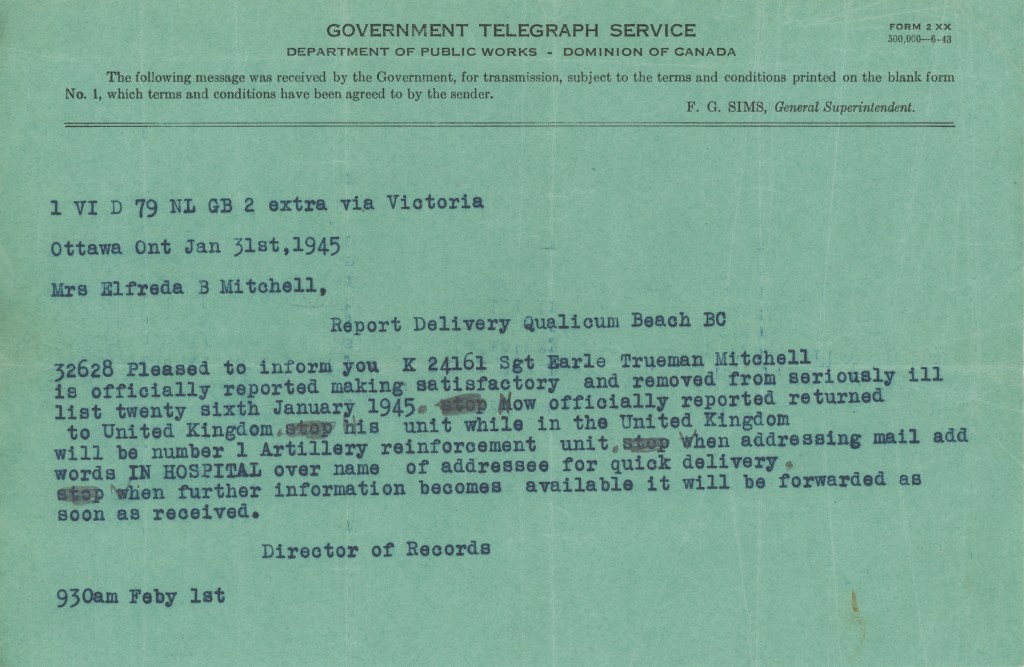 GOVERNMENT TELEGRAPH SERVICE
FORM 2 XX
500,000—6-43
DEPARTMENT OF PUBLIC WORKS - DOMINION OF CANADA
The following message was received by the Government, for transmission, subject to the terms and conditions printed on the blank form
No. 1, which terms and conditions have been agreed to by the sender.
F. G. SIMS, General Superintendent.
1 VI D 79 NL GB 2 extra via Victoria
Ottawa Ont Jan 31st,1945
Mrs Elfreda B Mitchell,
Report Delivery Qualicum Beach BC
32628 Pleased to inform you K 24161 Sgt Earle Trueman Mitchell
is officially reported making satisfactory and removed from seriously ill
list twenty sixth January 1945. stop Now officially reported returned
to United Kingdom. stop His unit while in the United Kingdom
will be number 1 Artillery reinforcement unit. stop When addressing mail add
words IN HOSPITAL over name of addressee for quick delivery.
stop When further information becomes available it will be forwarded as
soon as received.
Director of Records
930am Feby 1st